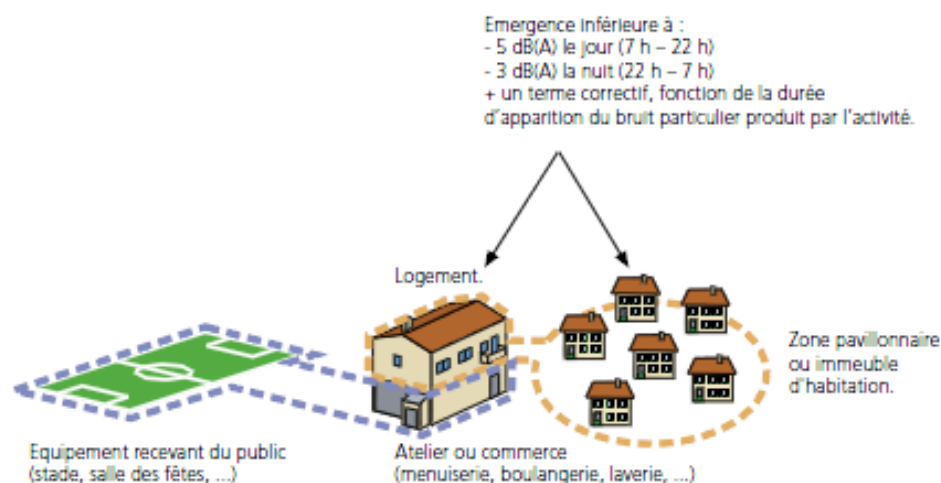 Emergence inférieure à :
- 5 dB(A) le jour (7 h – 22 h)
- 3 dB(A) la nuit (22 h – 7 h)
+ un terme correctif, fonction de la durée
d'apparition du bruit particulier produit par l'activité.
Logement.
Zone pavillonnaire
ou immeuble
d'habitation.
Equipement recevant du public
(stade, salle des fêtes, ...)
Atelier ou commerce
(menuiserie, boulangerie, laverie, ...)